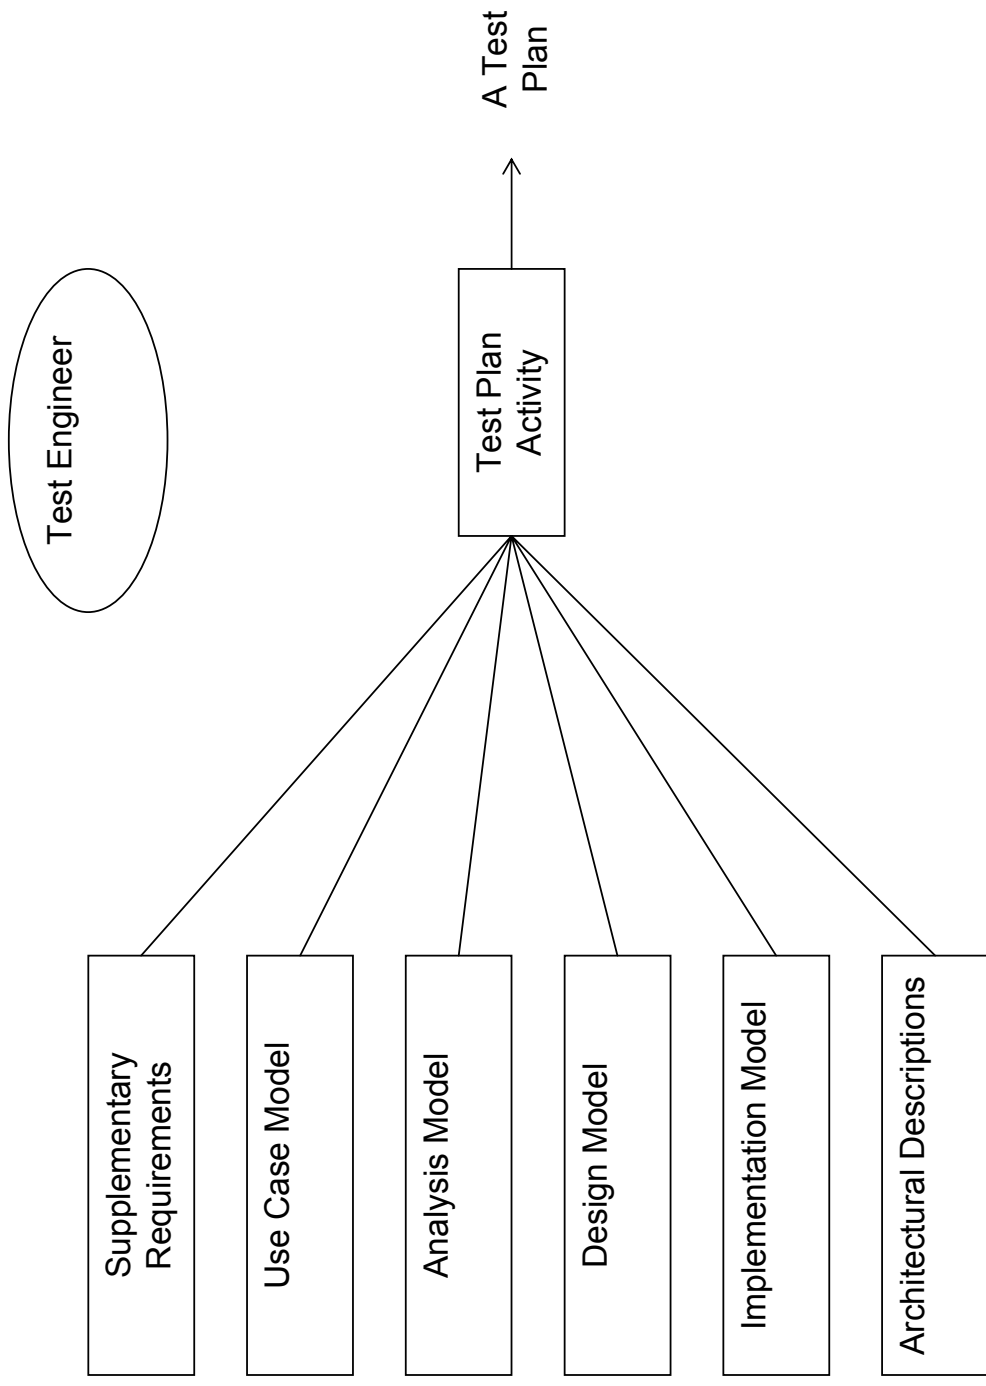 Test Engineer
Supplementary
Requirements
Use Case Model
Analysis Model
Design Model
Implementation Model
Architectural Descriptions
Test Plan
Activity
A Test
Plan